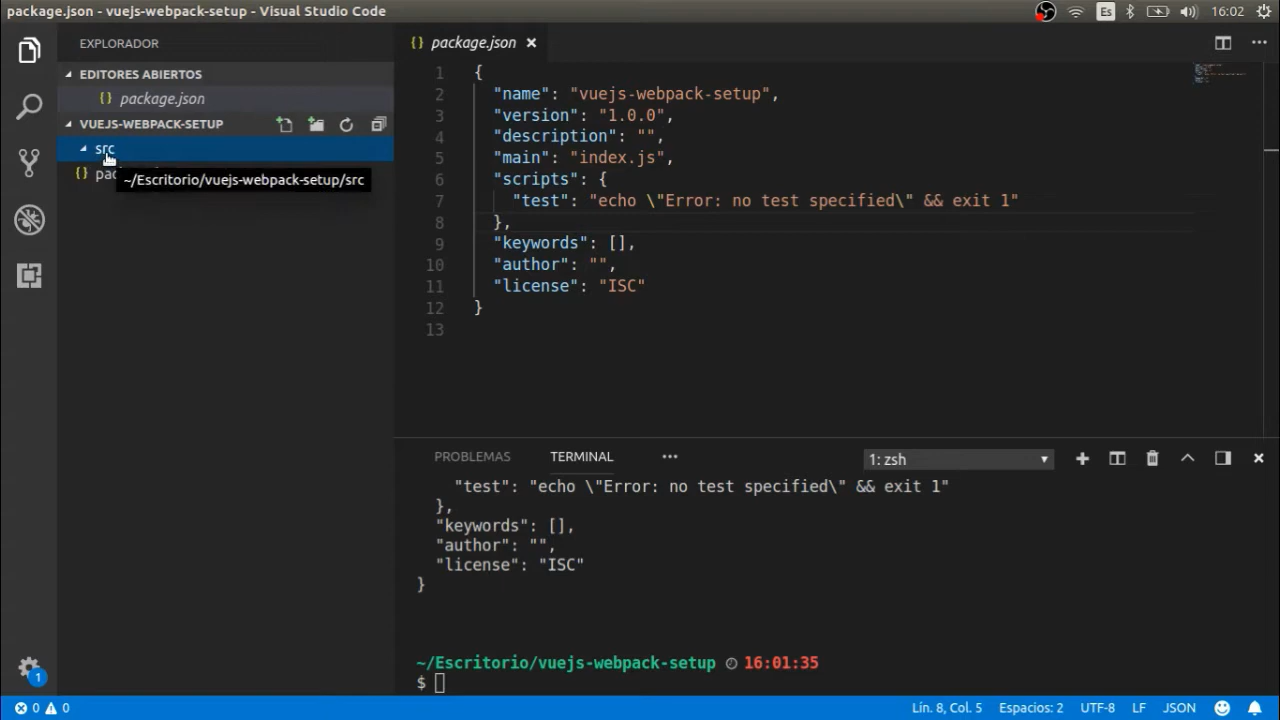 package.json - vuejs-webpack-setup - Visual Studio Code
Es
16:02
EXPLORADOR
EDITORES ABIERTOS
{} package.json
VUEJS-WEBPACK-SETUP
src
{}
~/Escritorio/vuejs-webpack-setup/src
1
{} package.json ×
1 {
2 "name": "vuejs-webpack-setup",
3 "version": "1.0.0",
4 "description": "",
5 "main": "index.js",
6 "scripts": {
7 "test": "echo \"Error: no test specified\" && exit 1"
8 },
9 "keywords": [],
10 "author": "",
11 "license": "ISC"
12 }
13
PROBLEMAS TERMINAL ••• 1: zsh
"test": "echo \"Error: no test specified\" && exit 1"
},
"keywords": [],
"author": "",
"license": "ISC"
}
~/Escritorio/vuejs-webpack-setup 16:01:35
$
0 0
Lín. 8, Col. 5 Espacios: 2 UTF-8 LF JSON